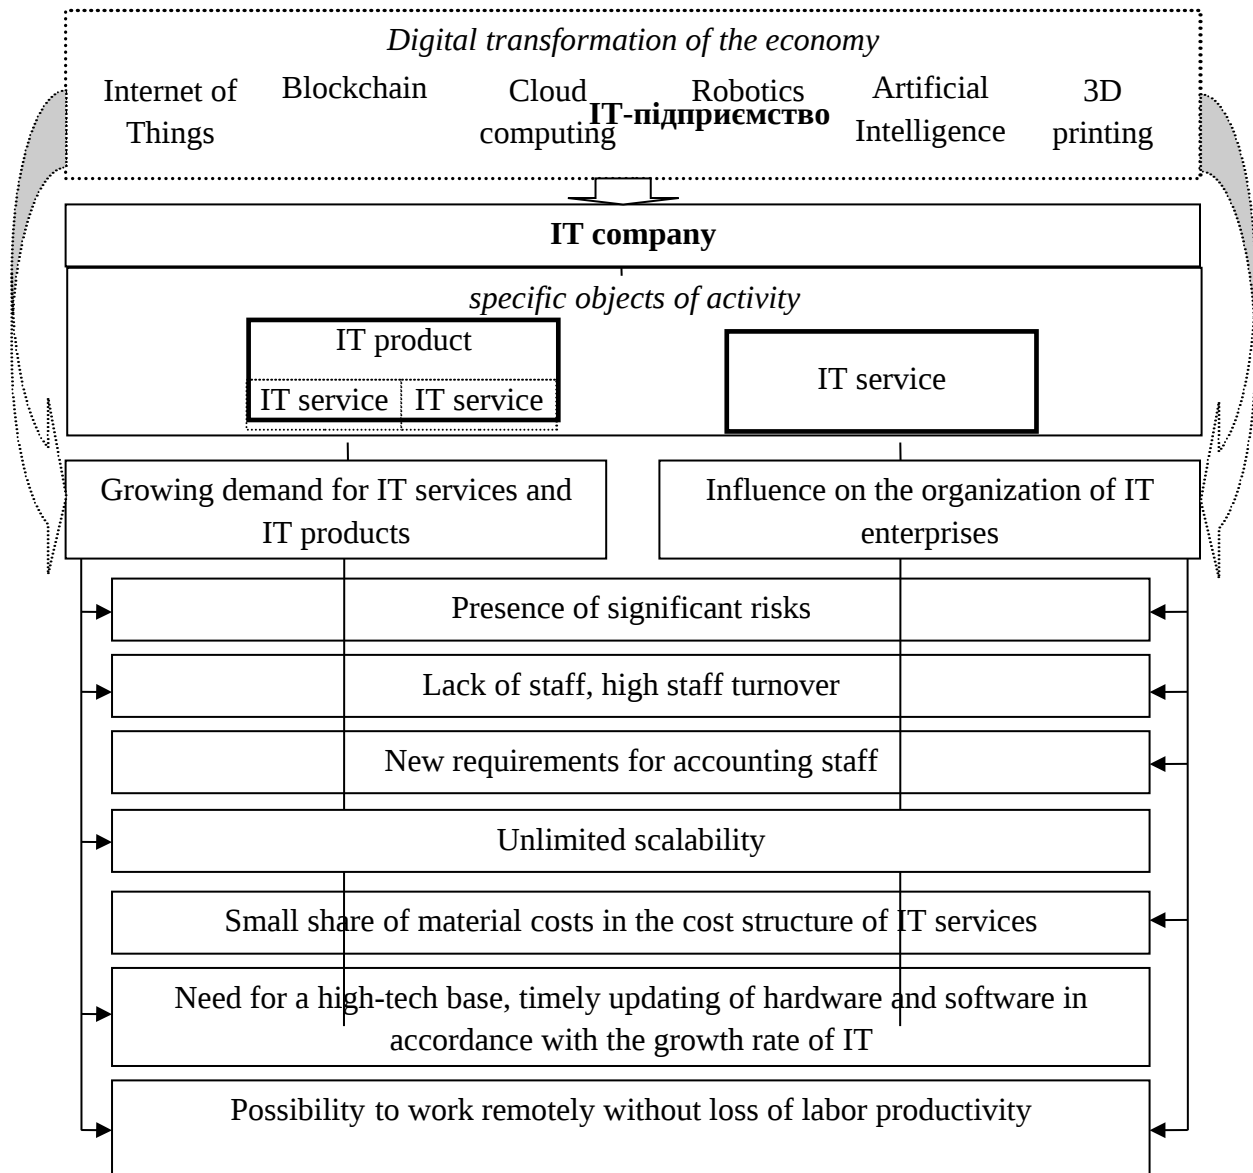 Digital transformation of the economy
Internet of
Things
Blockchain
Cloud
computing
Robotics
ІТ-підприємство
Artificial
Intelligence
3D
printing
IT company
specific objects of activity
IT product
IT service
IT service
IT service
Growing demand for IT services and
IT products
Influence on the organization of IT
enterprises
Presence of significant risks
Lack of staff, high staff turnover
New requirements for accounting staff
Unlimited scalability
Small share of material costs in the cost structure of IT services
Need for a high-tech base, timely updating of hardware and software in
accordance with the growth rate of IT
Possibility to work remotely without loss of labor productivity